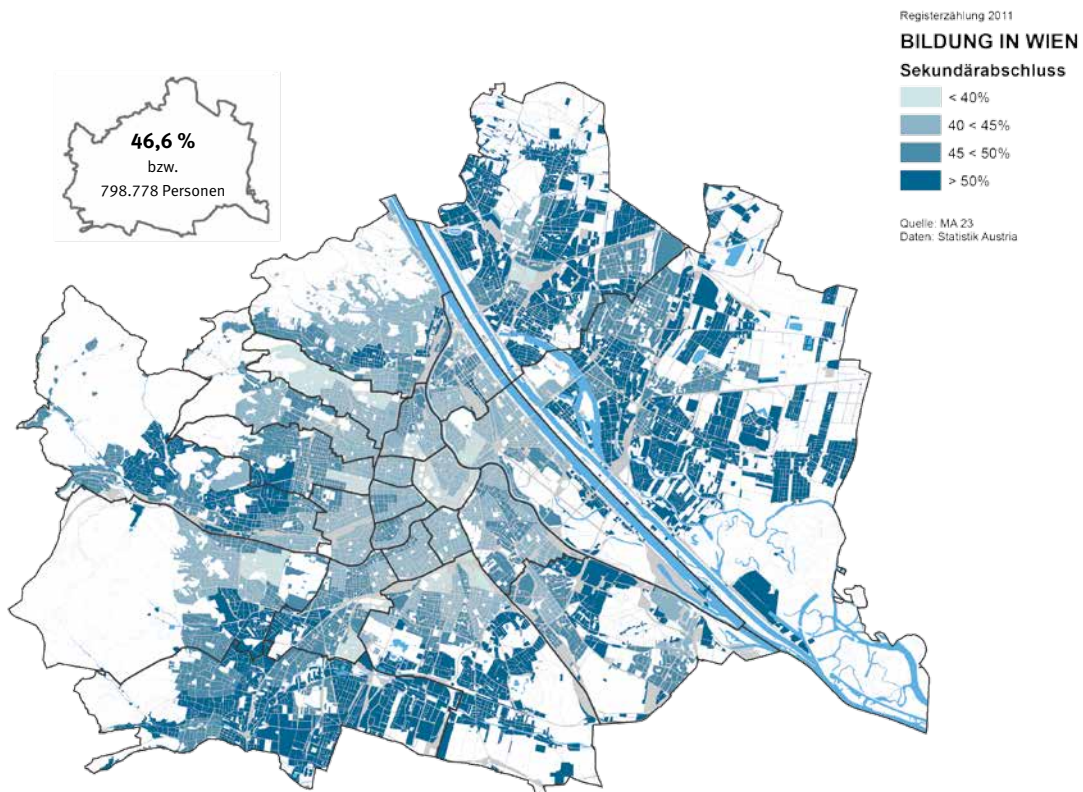 Registerzählung 2011
BILDUNG IN WIEN
Sekundärabschluss
< 40%
40 < 45%
45 < 50%
> 50%
Quelle: MA 23
Daten: Statistik Austria
46,6 %
bzw.
798.778 Personen